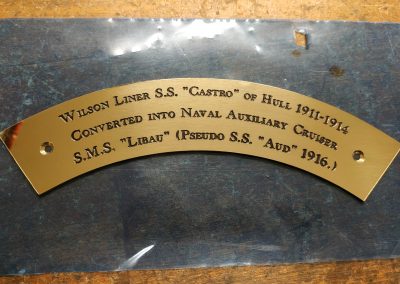 Wilson Liner S.S. "Castro" of Hull 1911-1914
Converted into Naval Auxiliary Cruiser
S.M.S. "Libau" (Pseudo S.S. "Aud" 1916.)